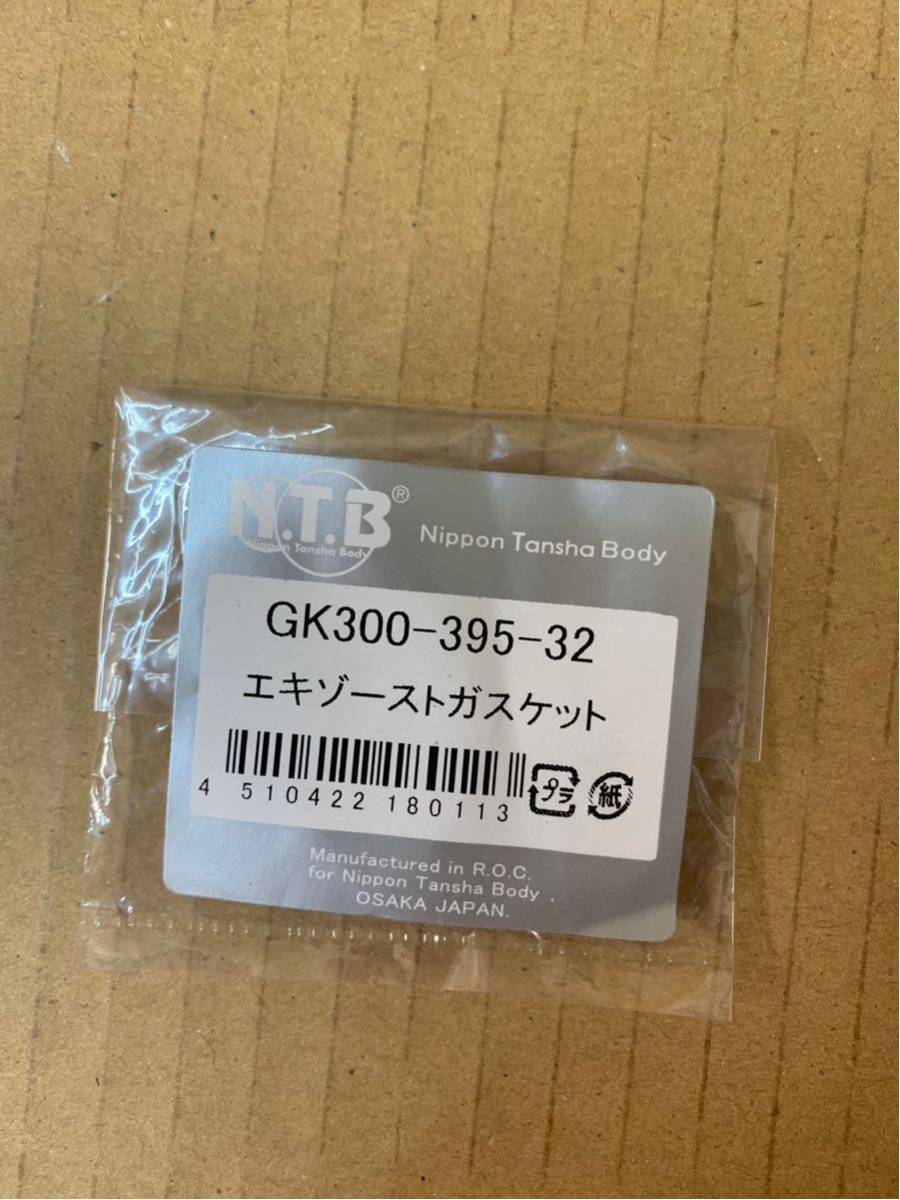 N.T.B®
Nippon Tansha Body
Nippon Tansha Body
GK300-395-32
エキゾーストガスケット
4 510422 180113
プラ
紙
Manufactured in R.O.C.
for Nippon Tansha Body ,
OSAKA JAPAN.